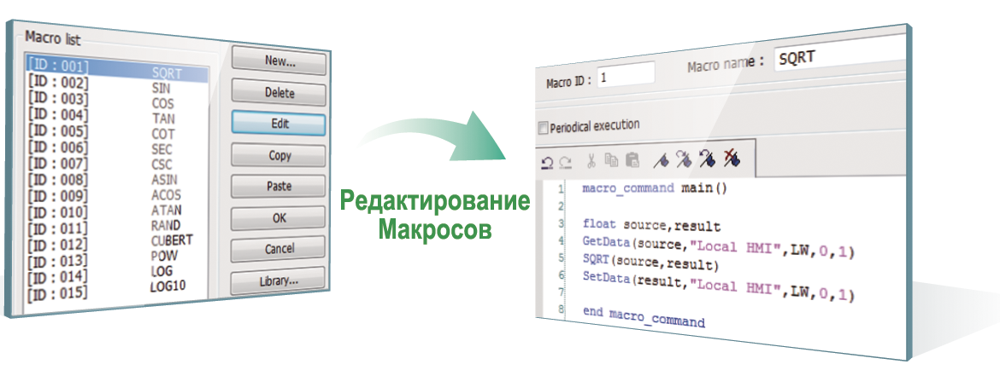 Macro list
[ID : 001] SQRT
[ID : 002] SIN
[ID : 003] COS
[ID : 004] TAN
[ID : 005] COT
[ID : 006] SEC
[ID : 007] CSC
[ID : 008] ASIN
[ID : 009] ACOS
[ID : 010] ATAN
[ID : 011] RAND
[ID : 012] CUBERT
[ID : 013] POW
[ID : 014] LOG
[ID : 015] LOG10
New...
Delete
Edit
Copy
Paste
OK
Cancel
Library...
Редактирование
Макросов
Macro ID : 1 Macro name : SQRT
Periodical execution
1 macro_command main()
2
3 float source,result
4 GetData(source,"Local HMI",LW,0,1)
5 SQRT(source,result)
6 SetData(result,"Local HMI",LW,0,1)
7
8 end macro_command